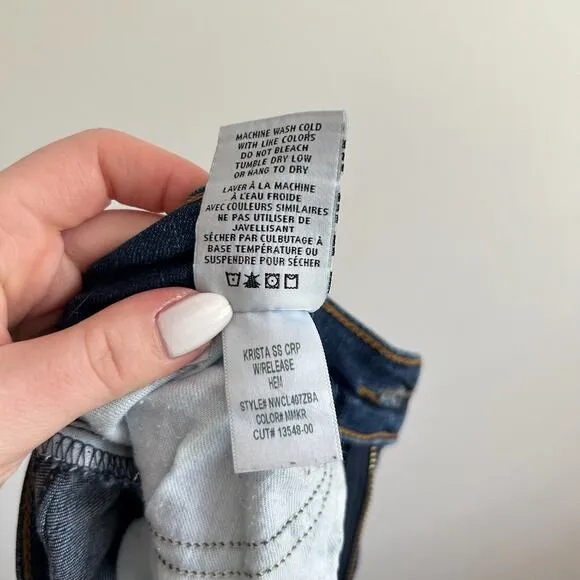 MACHINE WASH COLD
WITH LIKE COLORS
DO NOT BLEACH
TUMBLE DRY LOW
OR HANG TO DRY
LAVER À LA MACHINE
À L'EAU FROIDE
AVEC COULEURS SIMILAIRES
NE PAS UTILISER DE
JAVELLISANT
SÉCHER PAR CULBUTAGE À
BASE TEMPÉRATURE OU
SUSPENDRE POUR SÉCHER
KRISTA SS CRP
W/RELEASE
HEM
STYLE# NWCL407ZBA
COLOR# MMKR
CUT# 13548-00